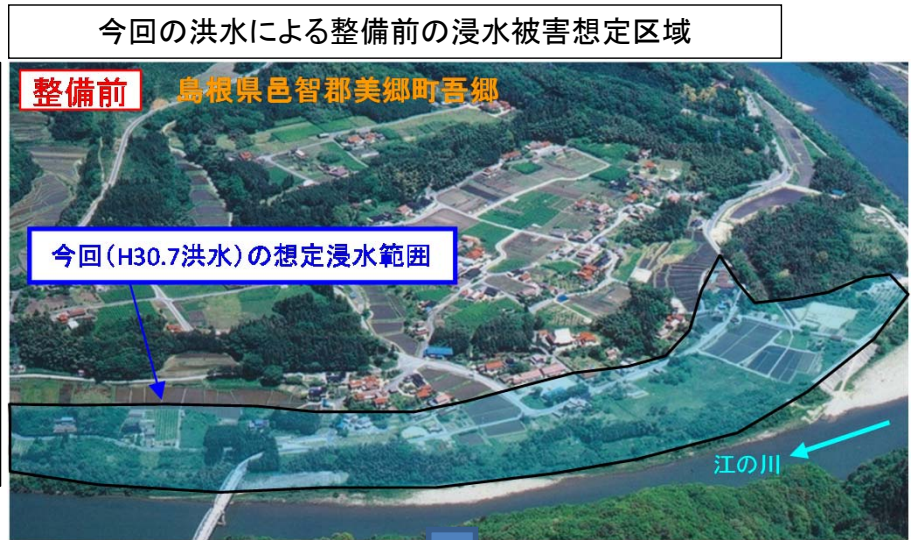 今回の洪水による整備前の浸水被害想定区域
整備前 島根県邑智郡美郷町吾郷
今回(H30.7洪水)の想定浸水範囲
江の川